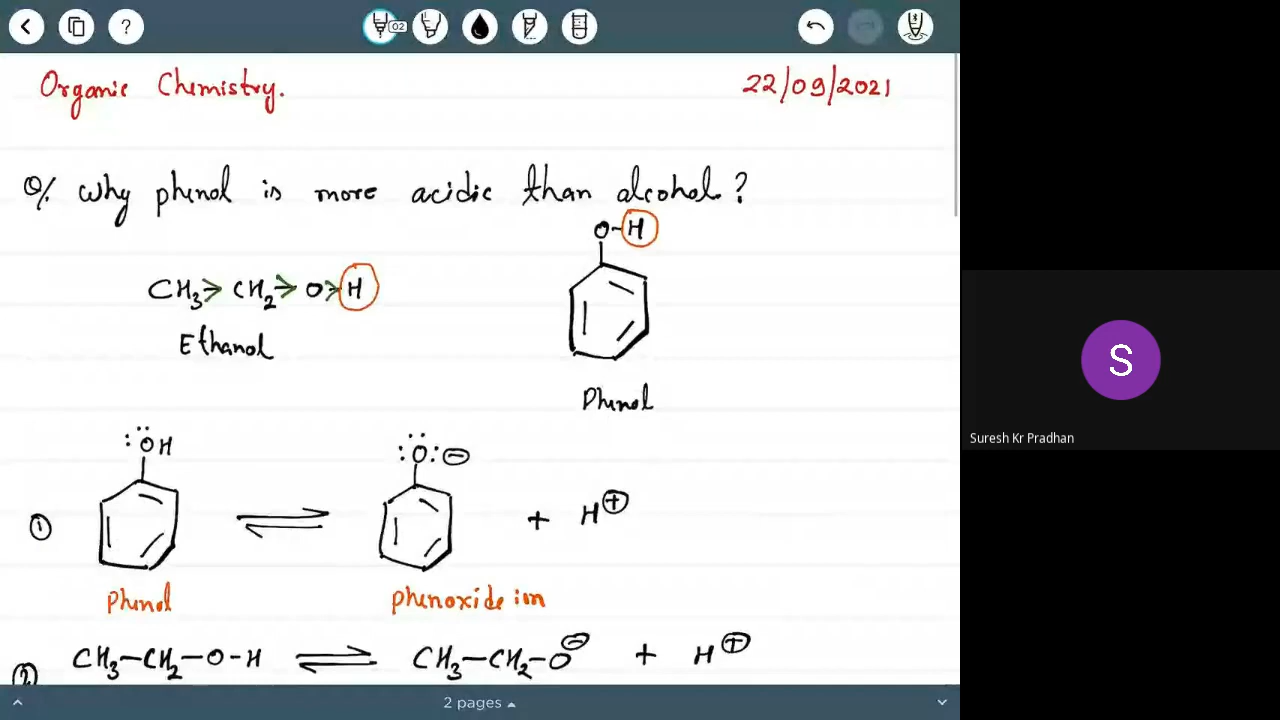 ? 02
Organic Chemistry. 22/09/2021
Q/. Why phenol is more acidic than alcohol?
O-H
CH₃ > CH₂ > O > H
Ethanol
Phenol
:ÖH :Ö: ⊖
① ⇌ + H⊕
Phenol phenoxide ion
② CH₃-CH₂-O-H ⇌ CH₃-CH₂-O⊖ + H⊕
2 pages
S
Suresh Kr Pradhan